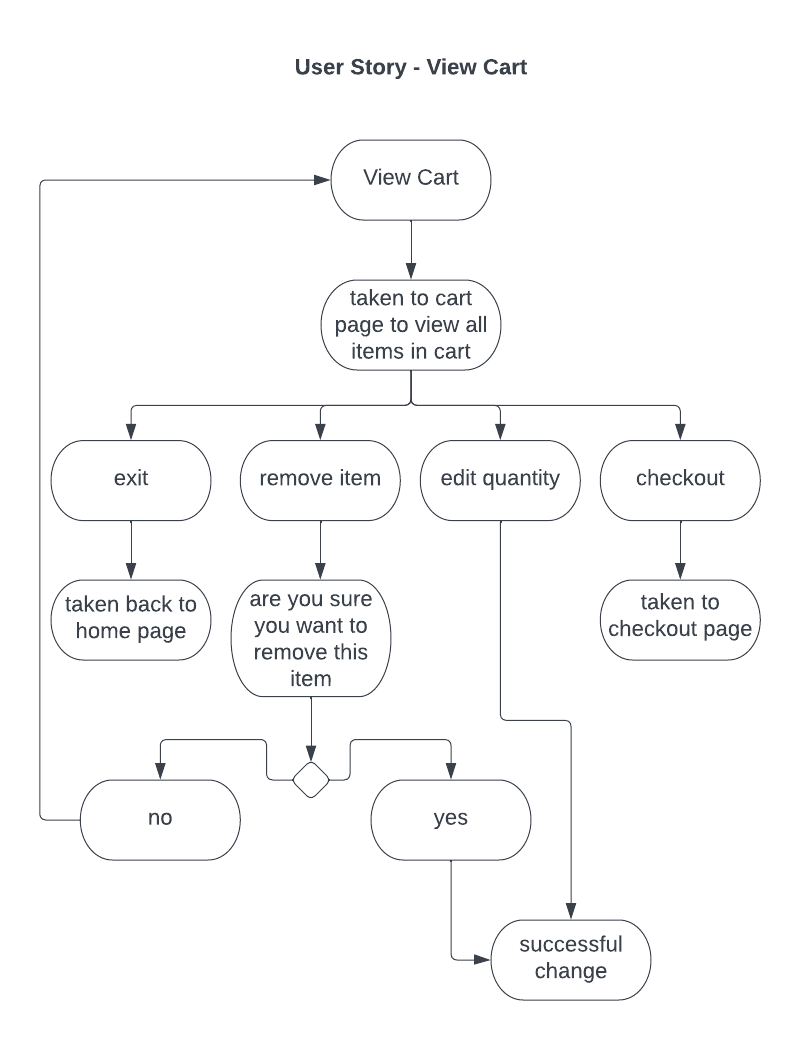 User Story - View Cart
View Cart
taken to cart
page to view all
items in cart
exit
remove item
edit quantity
checkout
taken back to
home page
are you sure
you want to
remove this
item
taken to
checkout page
no
yes
successful
change